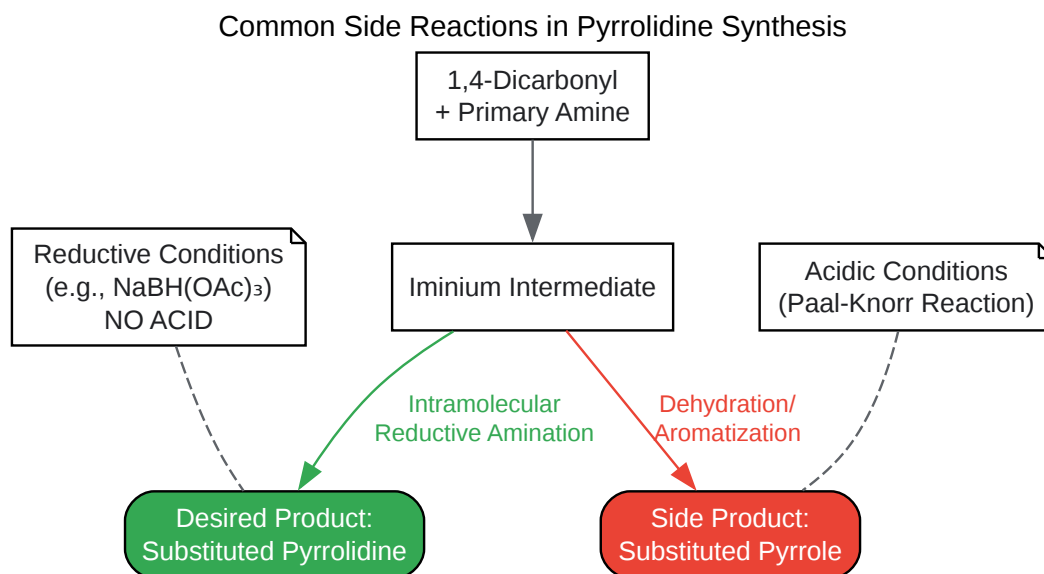 Common Side Reactions in Pyrrolidine Synthesis
1,4-Dicarbonyl
+ Primary Amine
Reductive Conditions
(e.g., NaBH(OAc)₃)
NO ACID
Iminium Intermediate
Acidic Conditions
(Paal-Knorr Reaction)
Intramolecular
Reductive Amination
Dehydration/
Aromatization
Desired Product:
Substituted Pyrrolidine
Side Product:
Substituted Pyrrole